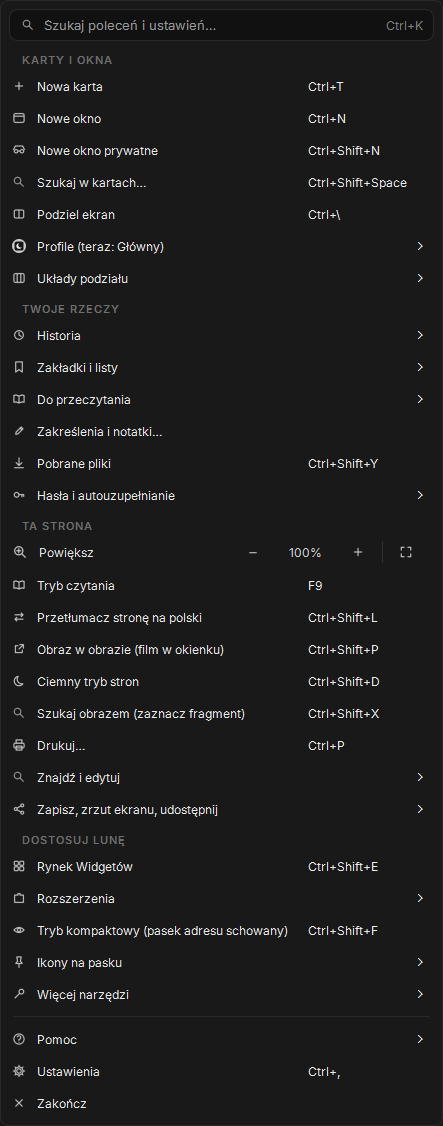 Szukaj poleceń i ustawień... Ctrl+K
KARTY I OKNA
Nowa karta Ctrl+T
Nowe okno Ctrl+N
Nowe okno prywatne Ctrl+Shift+N
Szukaj w kartach... Ctrl+Shift+Space
Podziel ekran Ctrl+\
Profile (teraz: Główny)
Układy podziału
TWOJE RZECZY
Historia
Zakładki i listy
Do przeczytania
Zakreślenia i notatki...
Pobrane pliki Ctrl+Shift+Y
Hasła i autouzupełnianie
TA STRONA
Powiększ − 100% +
Tryb czytania F9
Przetłumacz stronę na polski Ctrl+Shift+L
Obraz w obrazie (film w okienku) Ctrl+Shift+P
Ciemny tryb stron Ctrl+Shift+D
Szukaj obrazem (zaznacz fragment) Ctrl+Shift+X
Drukuj... Ctrl+P
Znajdź i edytuj
Zapisz, zrzut ekranu, udostępnij
DOSTOSUJ LUNĘ
Rynek Widgetów Ctrl+Shift+E
Rozszerzenia
Tryb kompaktowy (pasek adresu schowany) Ctrl+Shift+F
Ikony na pasku
Więcej narzędzi
Pomoc
Ustawienia Ctrl+,
Zakończ